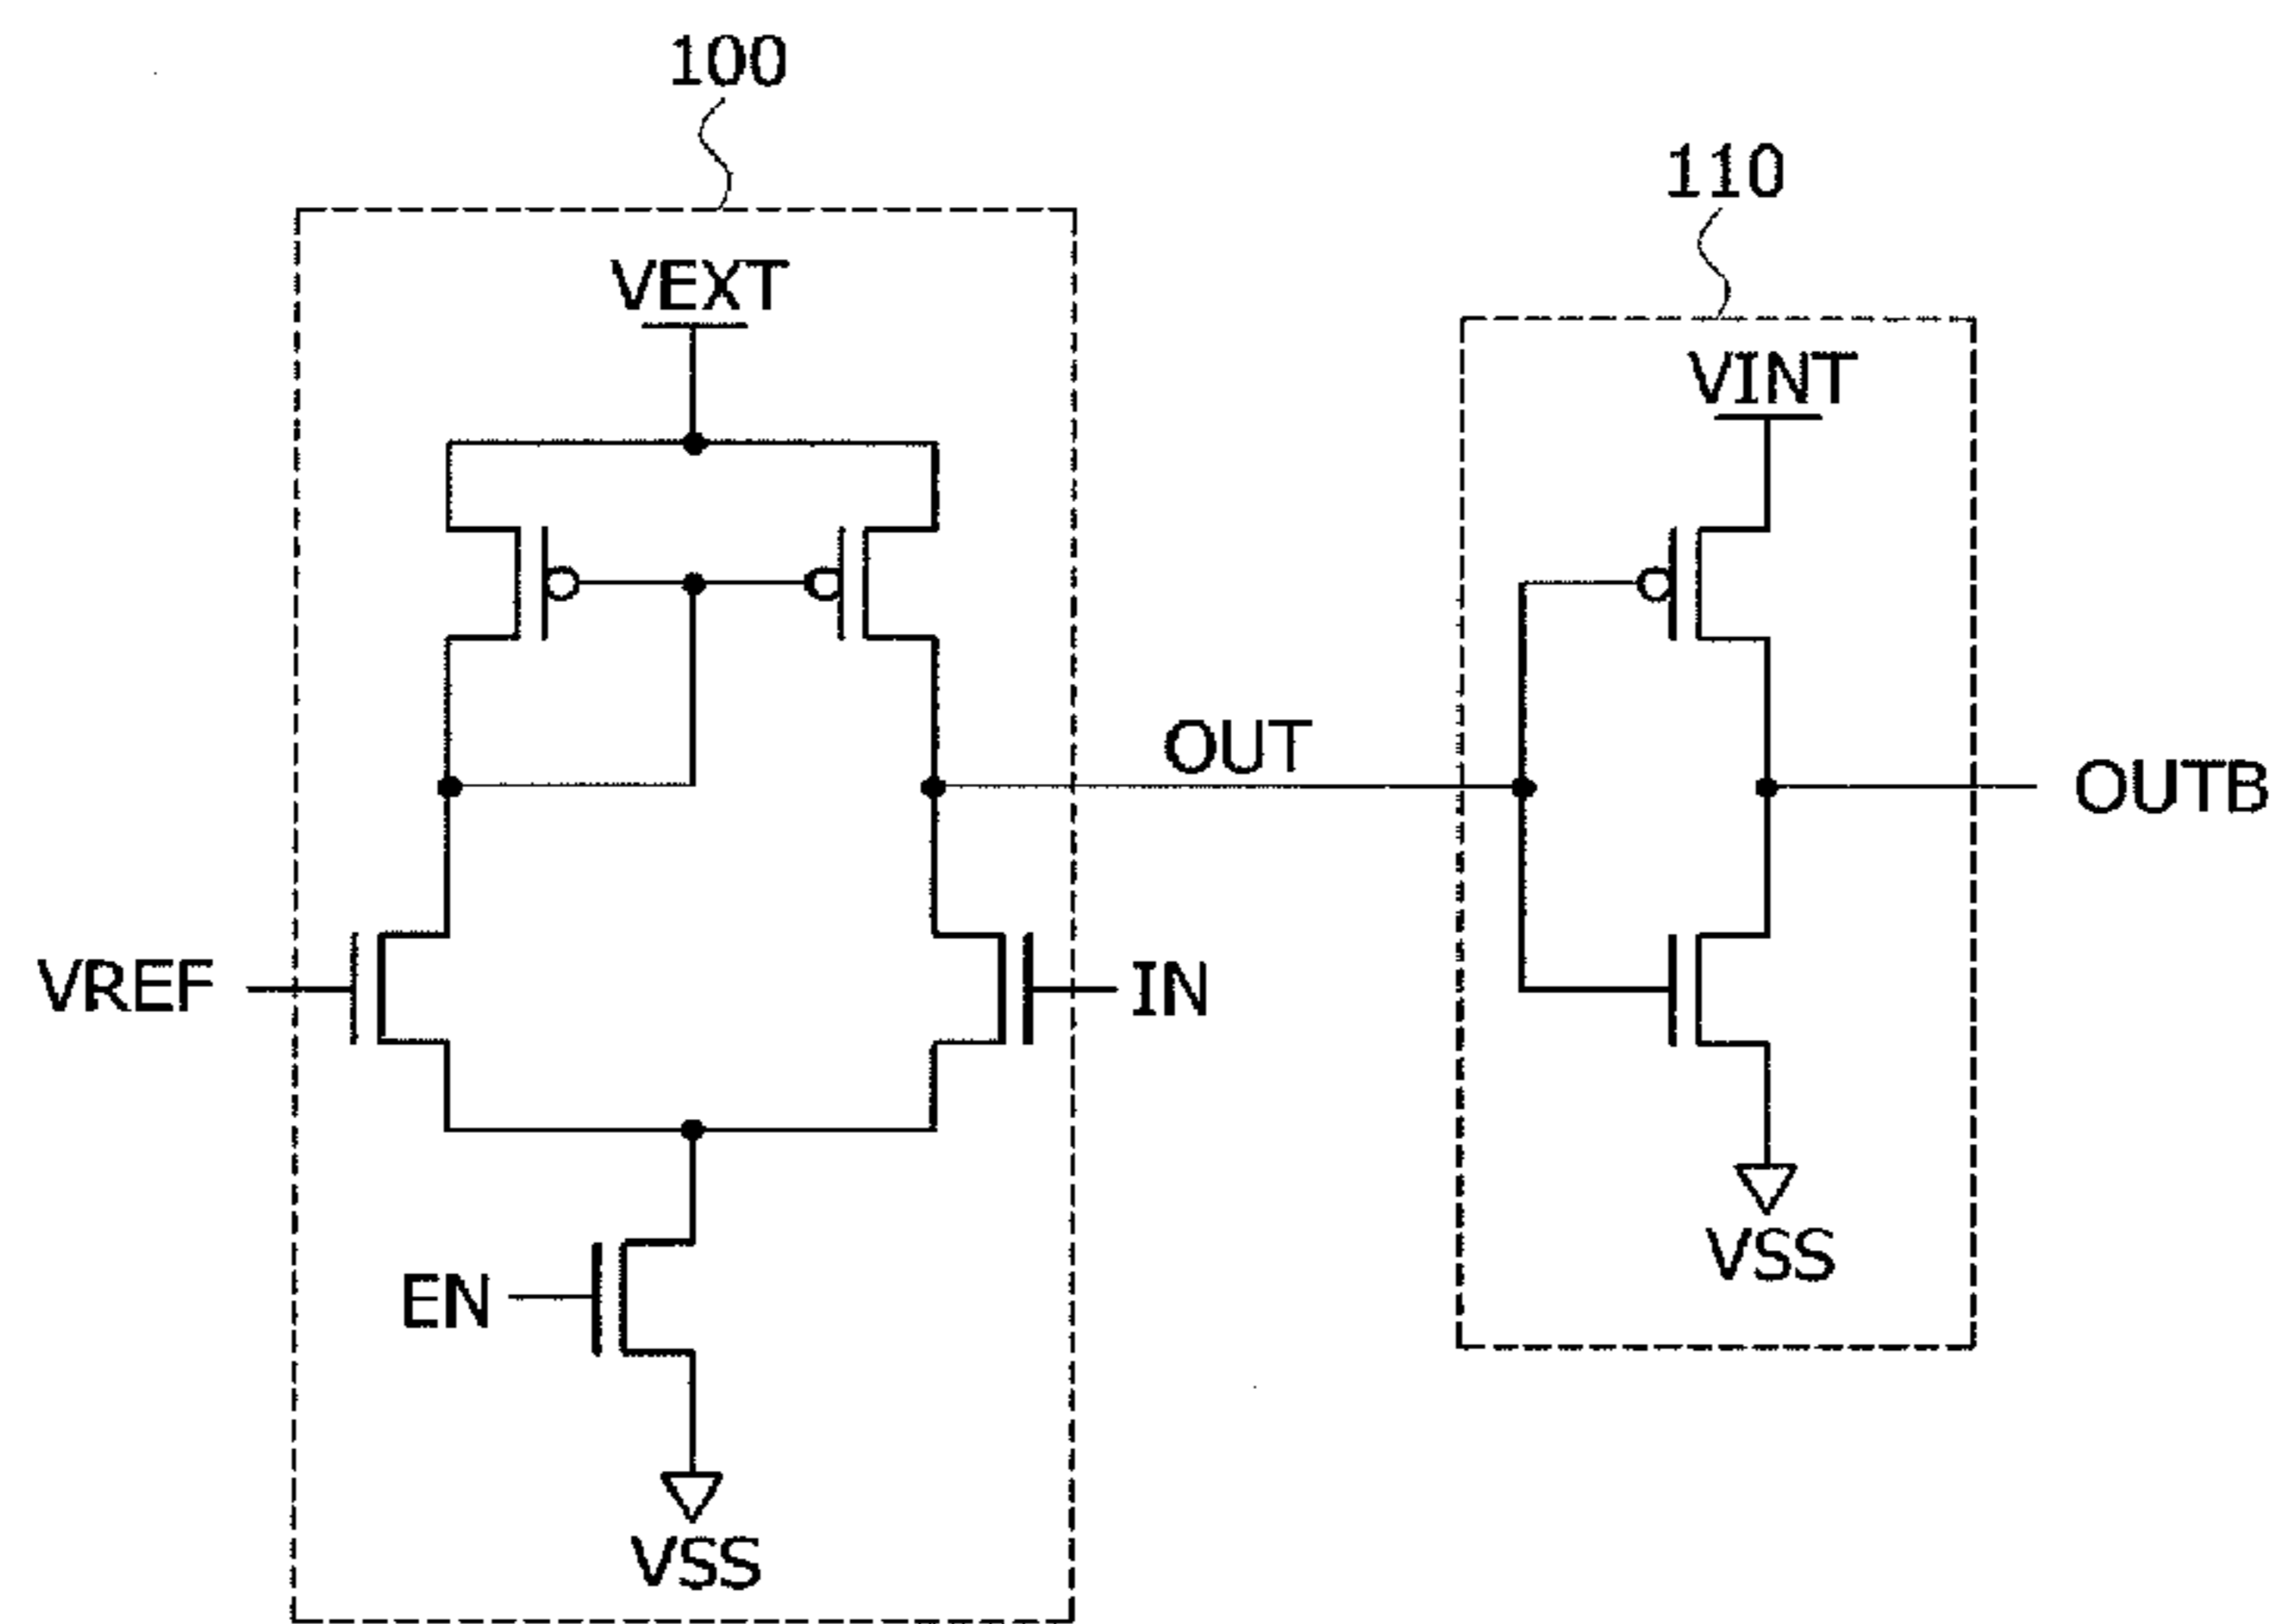 100
110
VEXT
VINT
OUT
OUTB
VREF
IN
EN
VSS
VSS